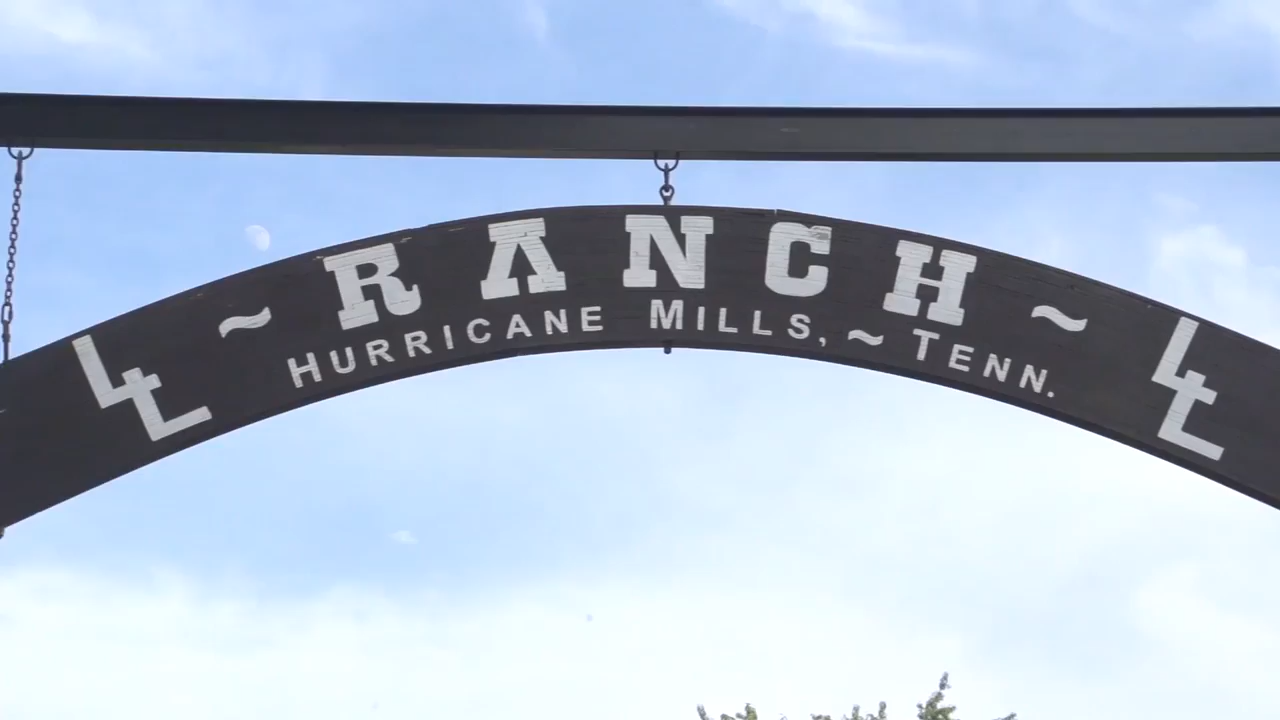 LL ~ RANCH ~ LL
HURRICANE MILLS, ~ TENN.